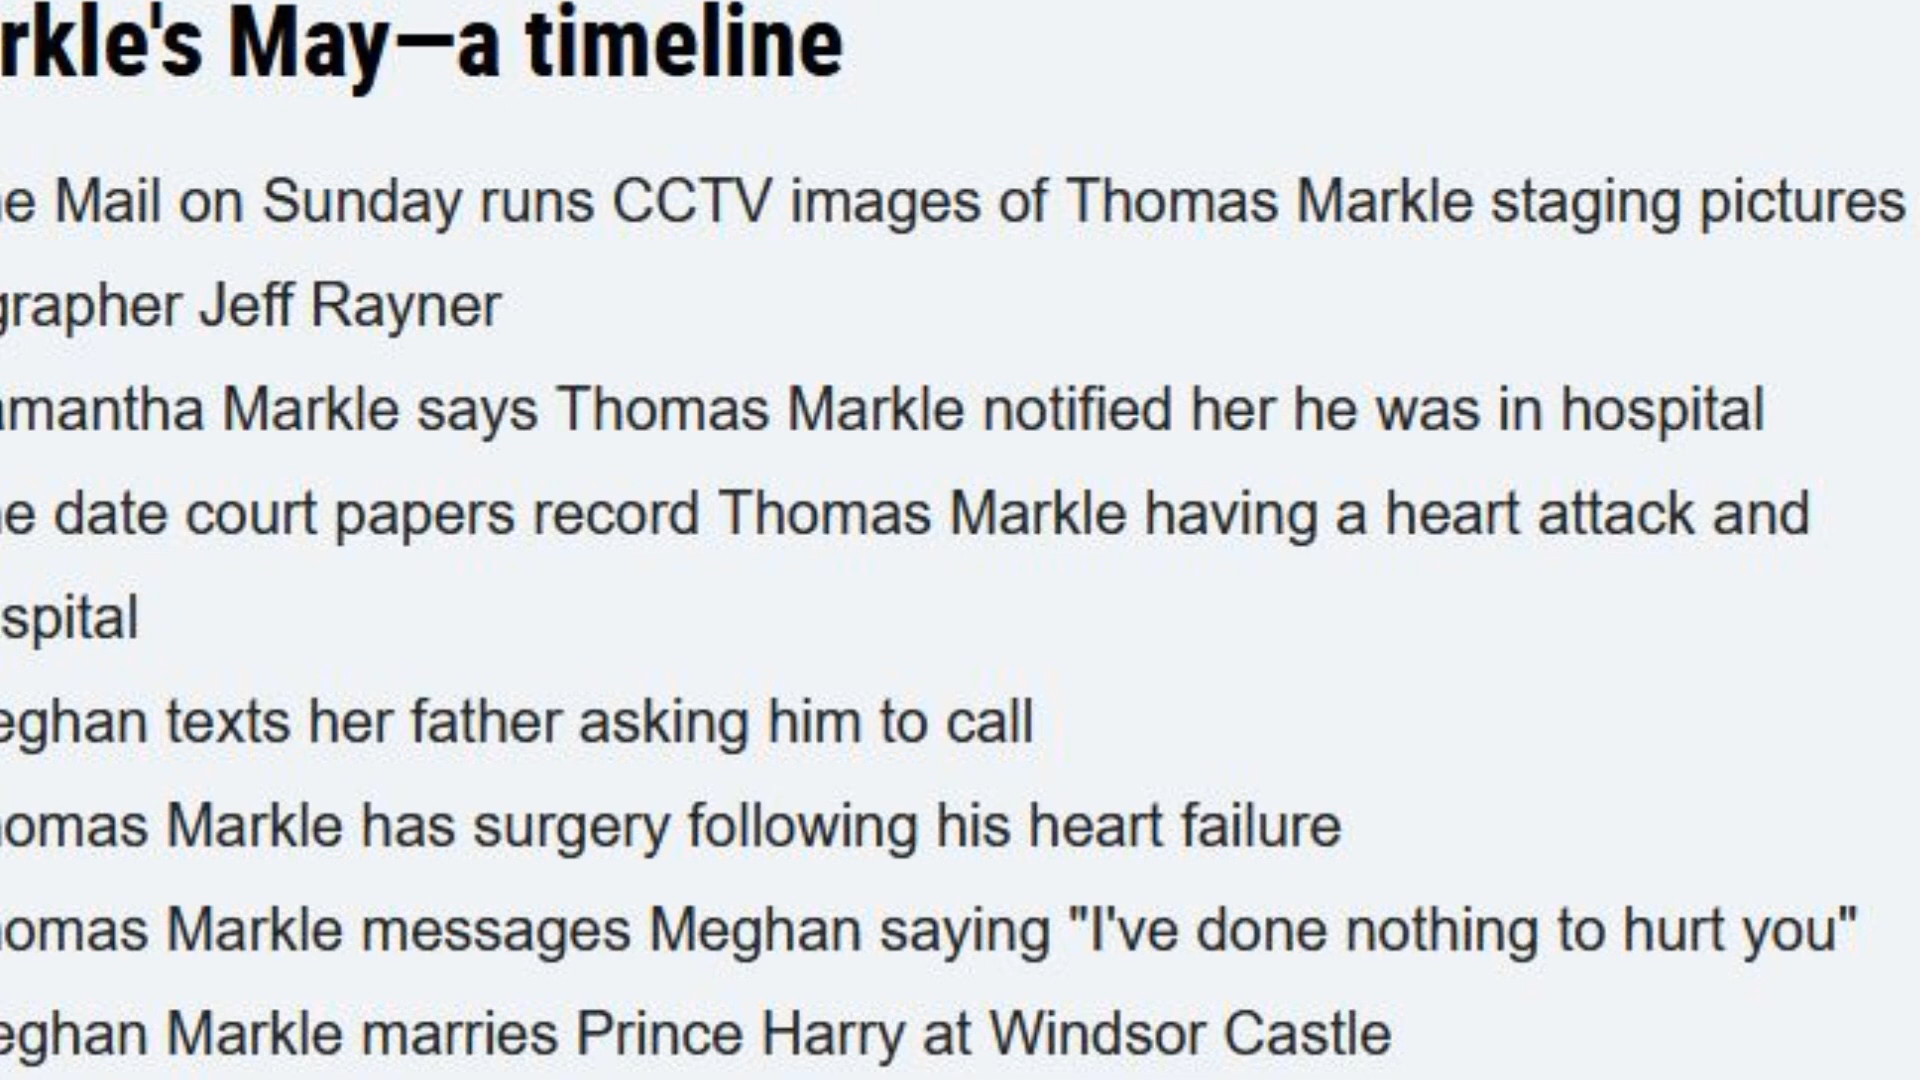 rkle's May—a timeline
e Mail on Sunday runs CCTV images of Thomas Markle staging pictures
grapher Jeff Rayner
amantha Markle says Thomas Markle notified her he was in hospital
e date court papers record Thomas Markle having a heart attack and
spital
eghan texts her father asking him to call
omas Markle has surgery following his heart failure
omas Markle messages Meghan saying "I've done nothing to hurt you"
eghan Markle marries Prince Harry at Windsor Castle